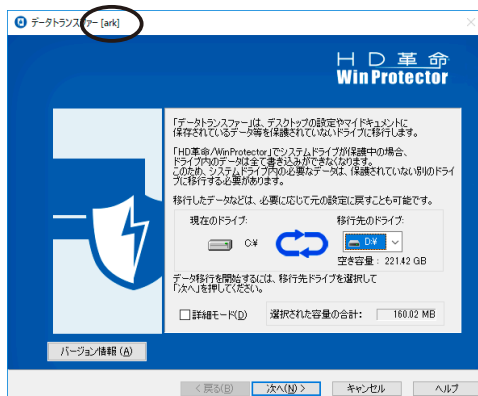 データトランスファー [ark]
HD革命
WinProtector
「データトランスファー」は、デスクトップの設定やマイドキュメントに
保存されているデータ等を保護されていないドライブに移行します。
「HD革命/WinProtector」でシステムドライブが保護中の場合、
ドライブ内のデータは全て書き込みができなくなります。
このため、システムドライブ内の必要なデータは、保護されていない別のドライ
ブに移行する必要があります。
移行したデータなどは、必要に応じて元の設定に戻すことも可能です。
現在のドライブ: 移行先のドライブ:
C:¥ D:¥
空き容量: 221.42 GB
データ移行を開始するには、移行先ドライブを選択して
「次へ」を押してください。
詳細モード(D) 選択された容量の合計: 160.02 MB
バージョン情報(A)
< 戻る(B) 次へ(N) > キャンセル ヘルプ